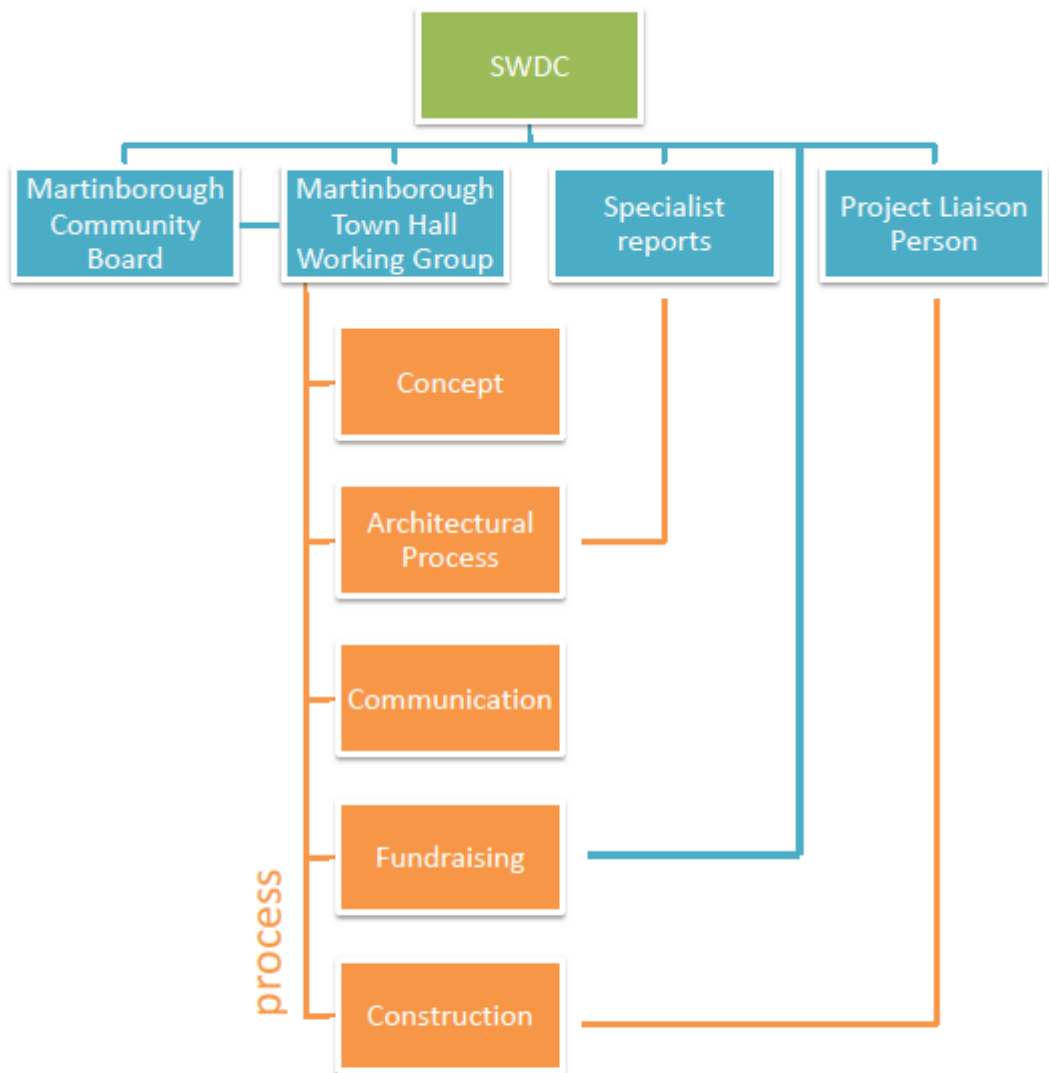 SWDC
Martinborough
Community
Board
Martinborough
Town Hall
Working Group
Specialist
reports
Project Liaison
Person
Concept
Architectural
Process
Communication
Fundraising
Construction
process